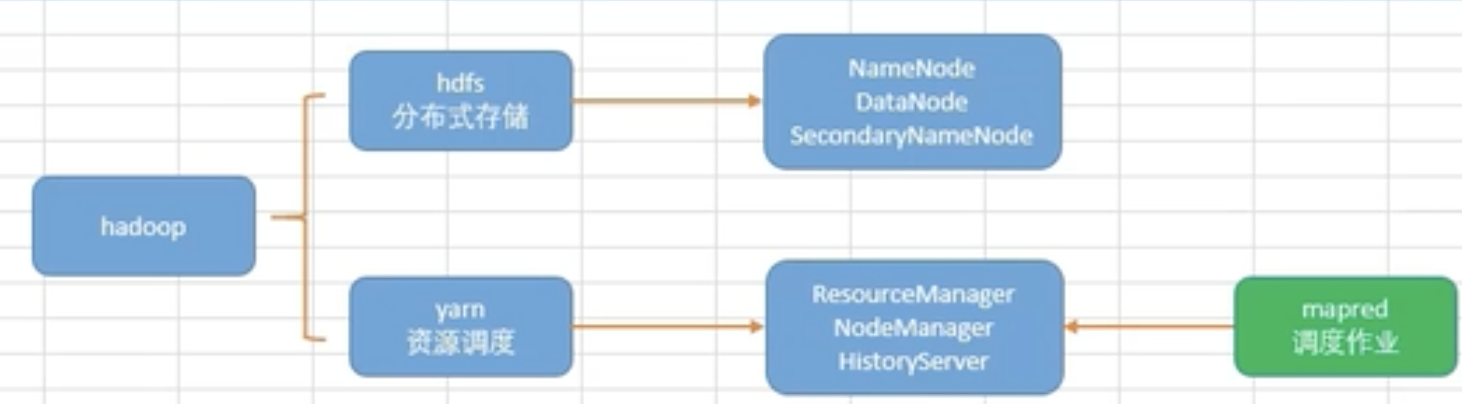 hdfs
分布式存储
NameNode
DataNode
SecondaryNameNode
hadoop
yarn
资源调度
ResourceManager
NodeManager
HistoryServer
mapred
调度作业